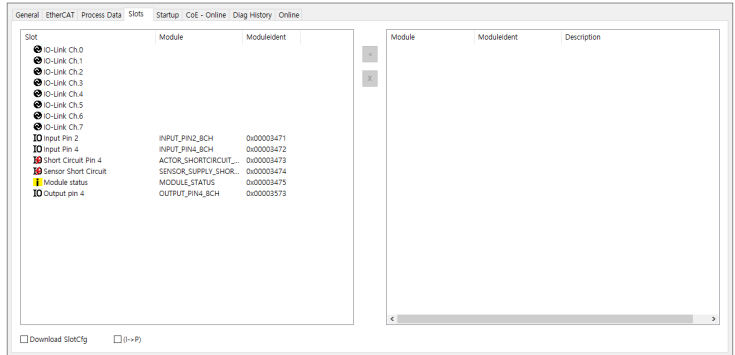 General EtherCAT Process Data Slots Startup CoE - Online Diag History Online
Slot Module ModuleIdent
IO-Link Ch.0
IO-Link Ch.1
IO-Link Ch.2
IO-Link Ch.3
IO-Link Ch.4
IO-Link Ch.5
IO-Link Ch.6
IO-Link Ch.7
IO Input Pin 2 INPUT_PIN2_8CH 0x00003471
IO Input Pin 4 INPUT_PIN4_8CH 0x00003472
Short Circuit Pin 4 ACTOR_SHORTCIRCUIT_... 0x00003473
Sensor Short Circuit SENSOR_SUPPLY_SHOR... 0x00003474
i Module status MODULE_STATUS 0x00003475
IO Output pin 4 OUTPUT_PIN4_8CH 0x00003573
< 
X
Module ModuleIdent Description
Download SlotCfg (I->P)